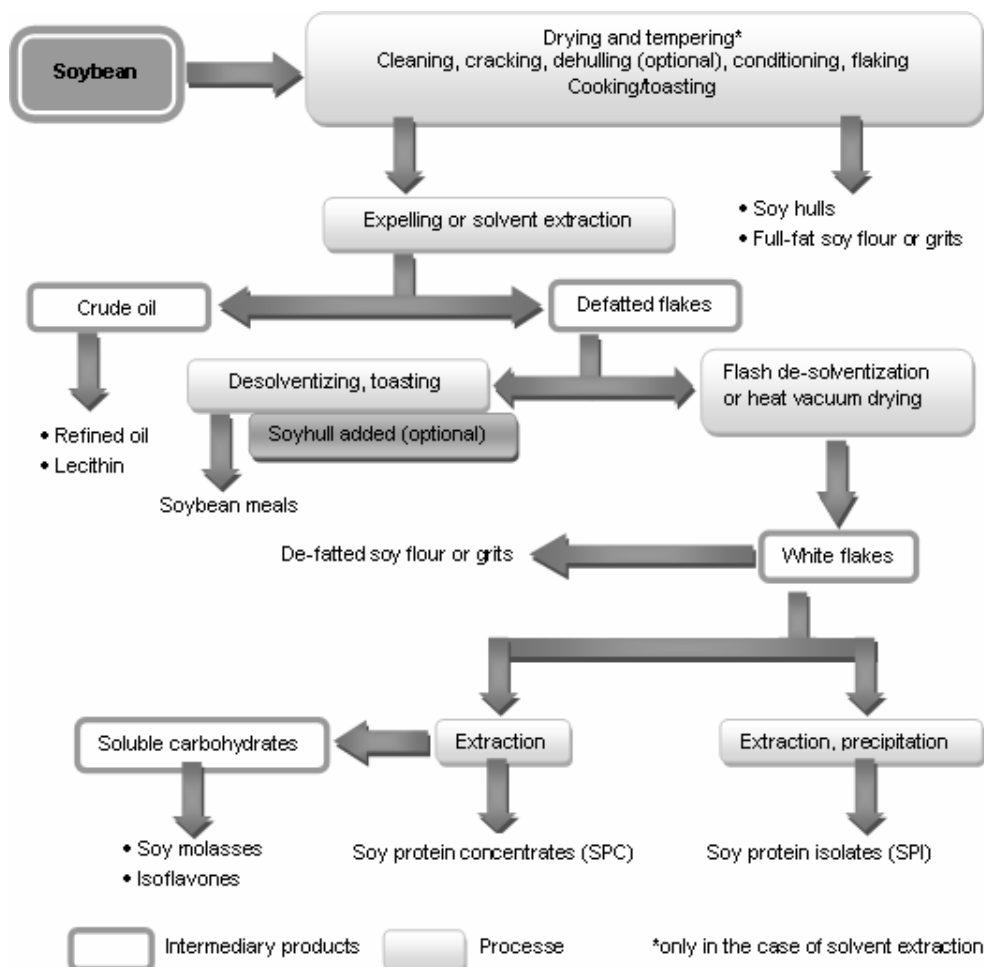 Soybean
Drying and tempering*
Cleaning, cracking, dehulling (optional), conditioning, flaking
Cooking/toasting
Expelling or solvent extraction
• Soy hulls
• Full-fat soy flour or grits
Crude oil
Defatted flakes
Desolventizing, toasting
Soyhull added (optional)
Flash de-solventization
or heat vacuum drying
• Refined oil
• Lecithin
Soybean meals
De-fatted soy flour or grits
White flakes
Soluble carbohydrates
Extraction
Extraction, precipitation
• Soy molasses
• Isoflavones
Soy protein concentrates (SPC)
Soy protein isolates (SPI)
Intermediary products
Processe
*only in the case of solvent extraction